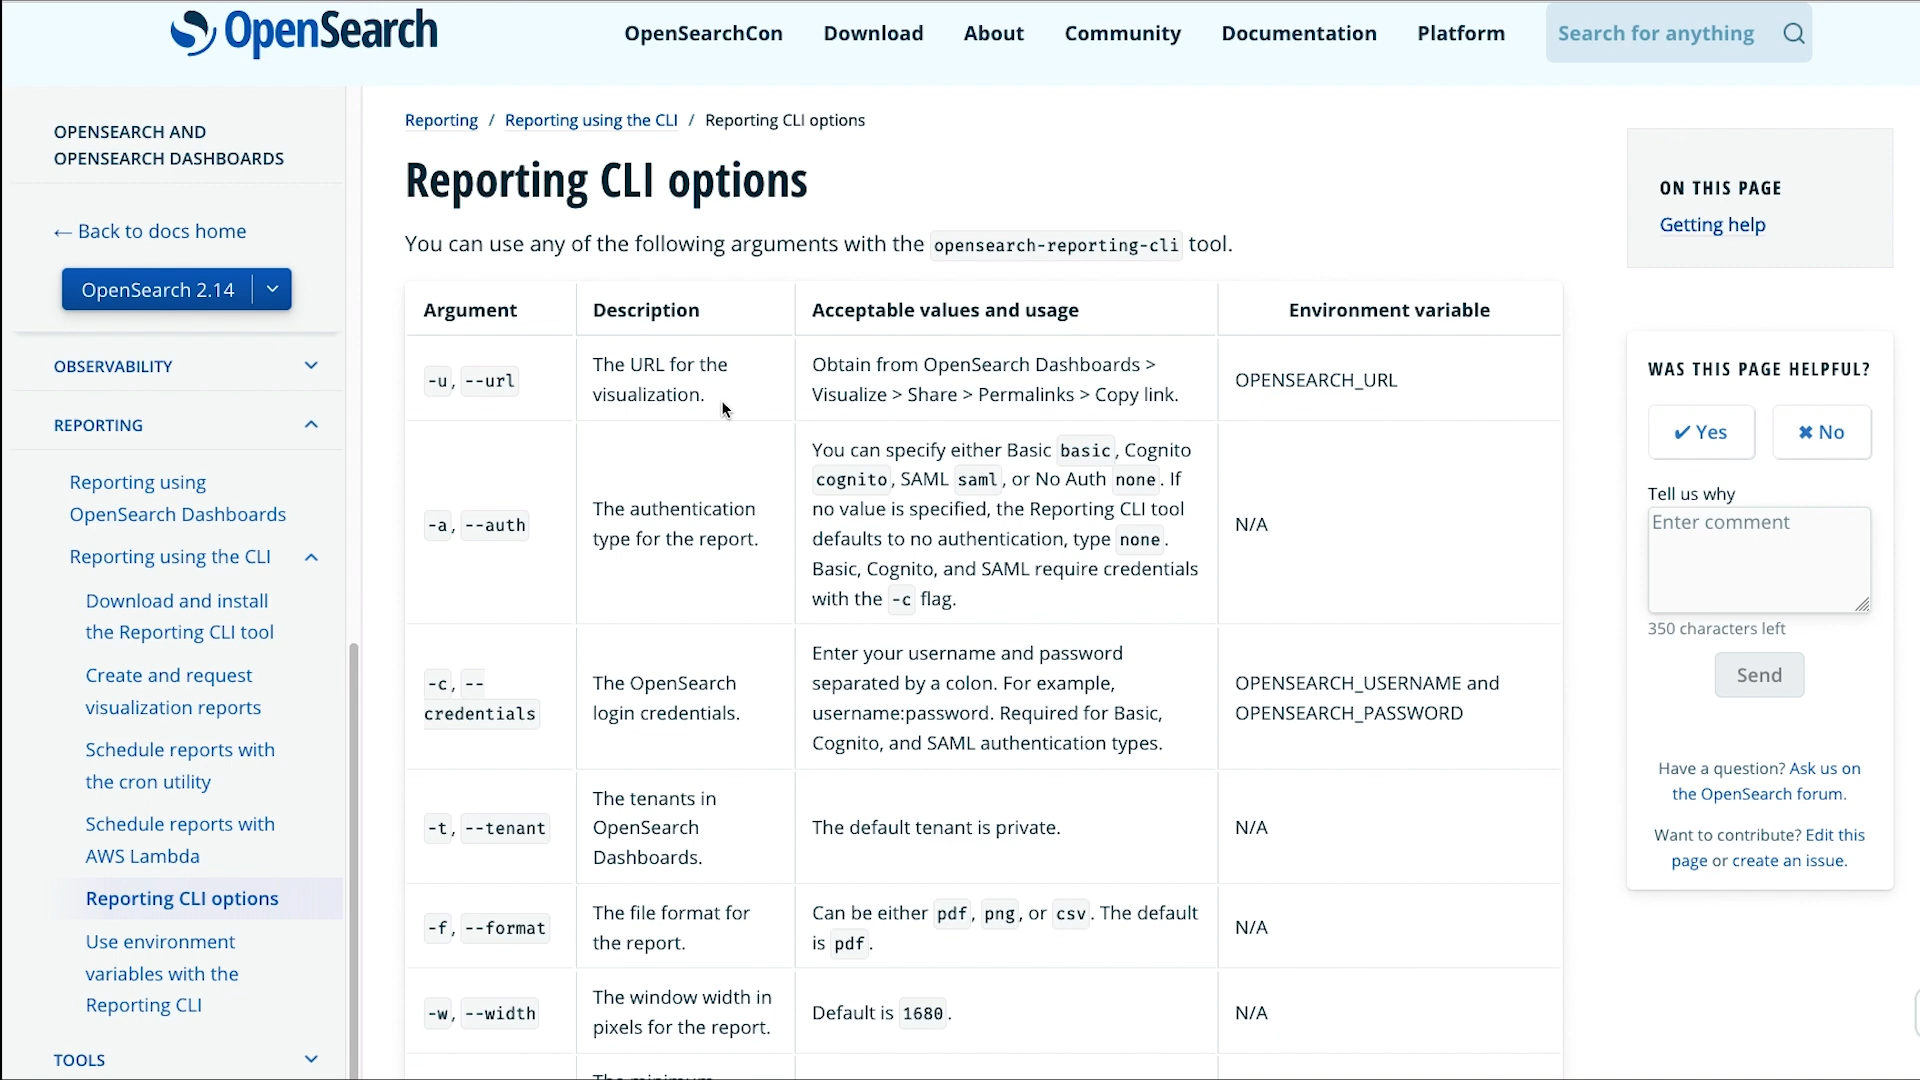 OpenSearch
OpenSearchCon Download About Community Documentation Platform
Search for anything
OPENSEARCH AND
OPENSEARCH DASHBOARDS
← Back to docs home
OpenSearch 2.14
OBSERVABILITY
REPORTING
Reporting using
OpenSearch Dashboards
Reporting using the CLI
Download and install
the Reporting CLI tool
Create and request
visualization reports
Schedule reports with
the cron utility
Schedule reports with
AWS Lambda
Reporting CLI options
Use environment
variables with the
Reporting CLI
TOOLS
Reporting / Reporting using the CLI / Reporting CLI options
Reporting CLI options
You can use any of the following arguments with the opensearch-reporting-cli tool.
Argument Description Acceptable values and usage Environment variable
-u, --url
The URL for the
visualization.
Obtain from OpenSearch Dashboards >
Visualize > Share > Permalinks > Copy link.
OPENSEARCH_URL
-a, --auth
The authentication
type for the report.
You can specify either Basic basic, Cognito
cognito, SAML saml, or No Auth none. If
no value is specified, the Reporting CLI tool
defaults to no authentication, type none.
Basic, Cognito, and SAML require credentials
with the -c flag.
N/A
-c, --
credentials
The OpenSearch
login credentials.
Enter your username and password
separated by a colon. For example,
username:password. Required for Basic,
Cognito, and SAML authentication types.
OPENSEARCH_USERNAME and
OPENSEARCH_PASSWORD
-t, --tenant
The tenants in
OpenSearch
Dashboards.
The default tenant is private.
N/A
-f, --format
The file format for
the report.
Can be either pdf, png, or csv. The default
is pdf.
N/A
-w, --width
The window width in
pixels for the report.
Default is 1680.
N/A
The minimum
ON THIS PAGE
Getting help
WAS THIS PAGE HELPFUL?
✔ Yes ✖ No
Tell us why
Enter comment
350 characters left
Send
Have a question? Ask us on
the OpenSearch forum.
Want to contribute? Edit this
page or create an issue.